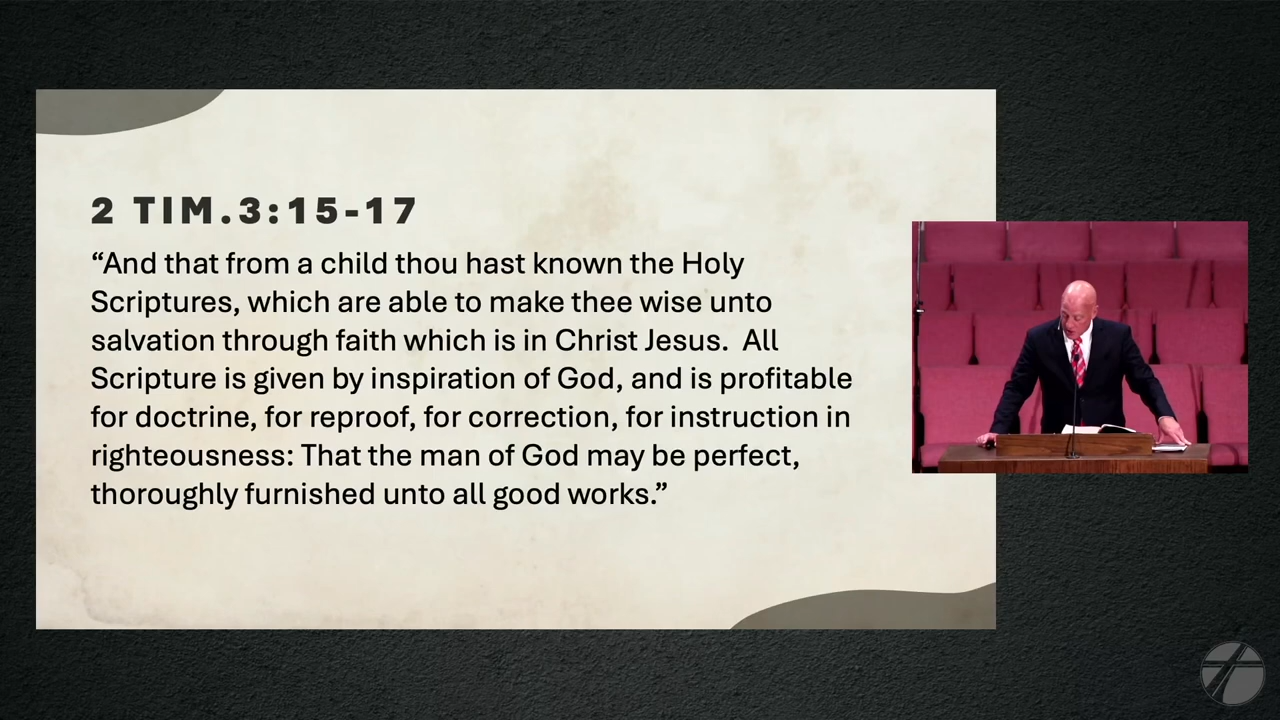 2 TIM.3:15-17
“And that from a child thou hast known the Holy
Scriptures, which are able to make thee wise unto
salvation through faith which is in Christ Jesus.  All
Scripture is given by inspiration of God, and is profitable
for doctrine, for reproof, for correction, for instruction in
righteousness: That the man of God may be perfect,
thoroughly furnished unto all good works.”